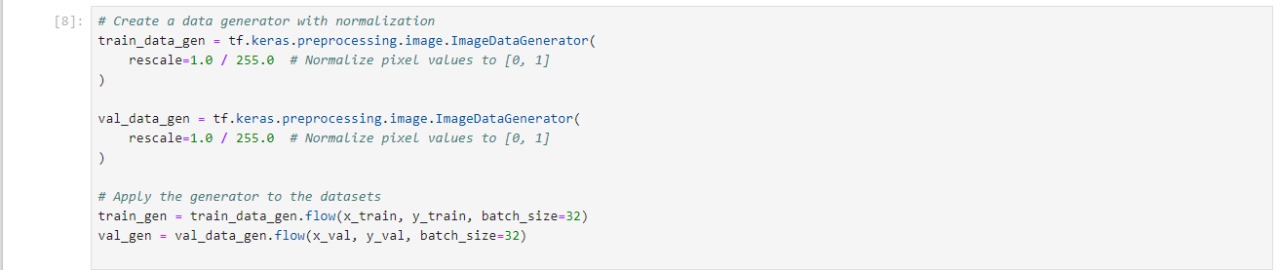 [8]: # Create a data generator with normalization
train_data_gen = tf.keras.preprocessing.image.ImageDataGenerator(
    rescale=1.0 / 255.0  # Normalize pixel values to [0, 1]
)

val_data_gen = tf.keras.preprocessing.image.ImageDataGenerator(
    rescale=1.0 / 255.0  # Normalize pixel values to [0, 1]
)

# Apply the generator to the datasets
train_gen = train_data_gen.flow(x_train, y_train, batch_size=32)
val_gen = val_data_gen.flow(x_val, y_val, batch_size=32)